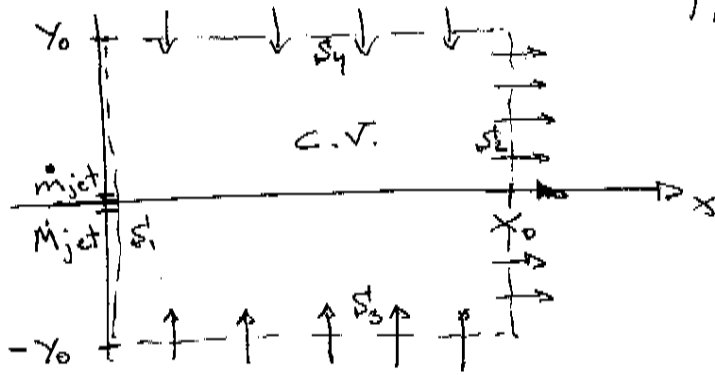 Y₀
S₄
C.V.
S₂
ṁjet
Ṁjet
S₁
X₀
x
S₃
-Y₀